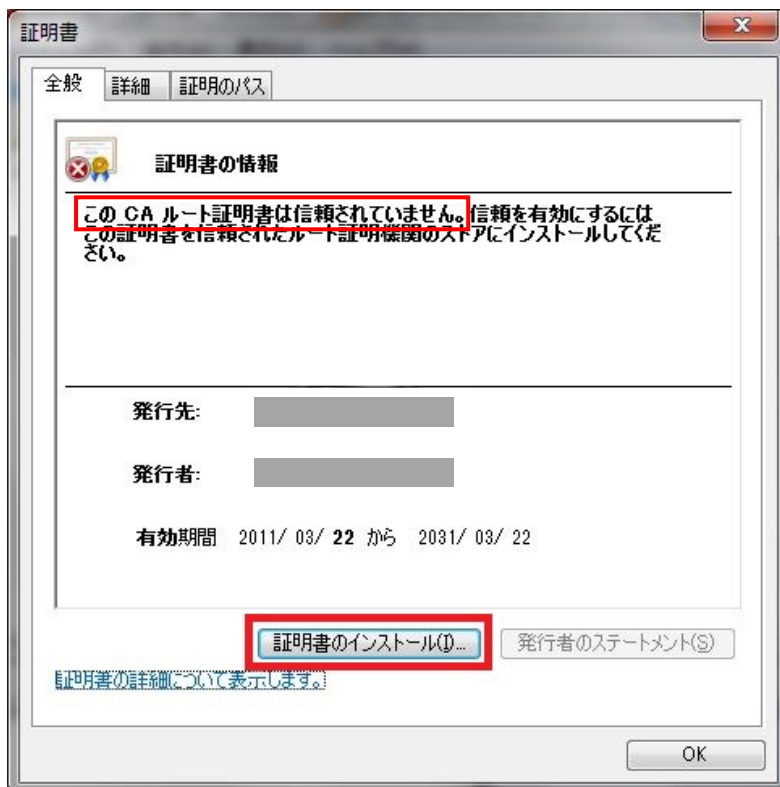 証明書
全般 詳細 証明のパス
証明書の情報
この CA ルート証明書は信頼されていません。信頼を有効にするには
この証明書を信頼されたルート証明機関のストアにインストールしてくだ
さい。
発行先:
発行者:
有効期間 2011/ 03/ 22 から 2031/ 03/ 22
証明書のインストール(I)... 発行者のステートメント(S)
証明書の詳細について表示します。
OK